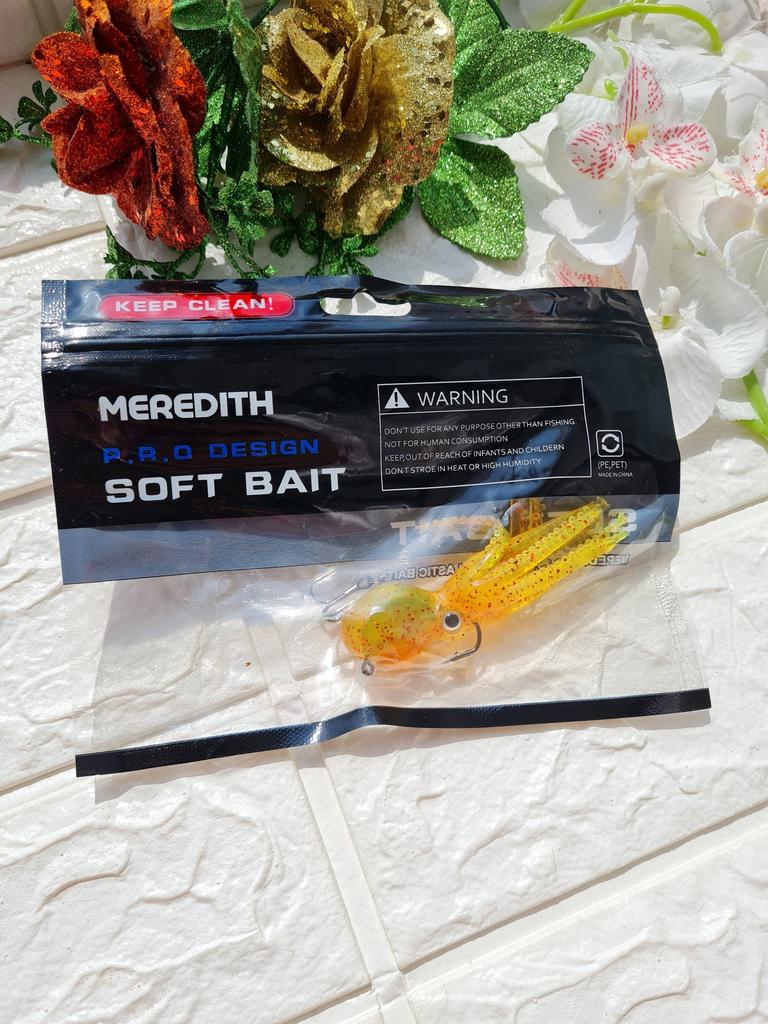 KEEP CLEAN!
MEREDITH
P.R.O DESIGN
SOFT BAIT
WARNING
DON'T USE FOR ANY PURPOSE OTHER THAN FISHING.
NOT FOR HUMAN CONSUMPTION
KEEP,OUT OF REACH OF INFANTS AND CHILDERN
DON T STROE IN HEAT OR HIGH HUMIDITY
(PE,PET)
MADE IN CHINA